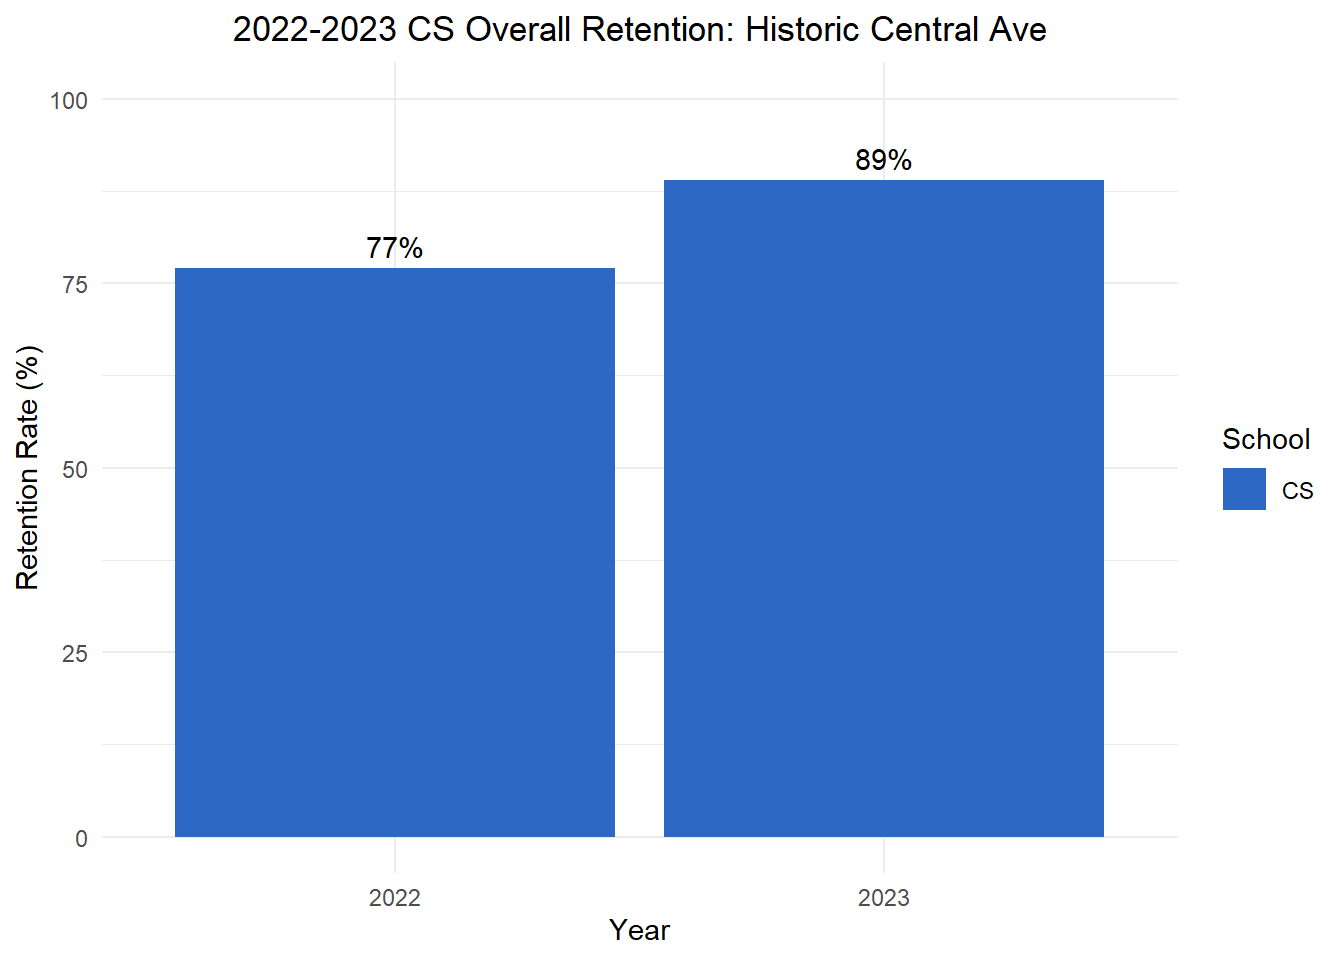 2022-2023 CS Overall Retention: Historic Central Ave
100
75
50
25
0
Retention Rate (%)
77%
89%
2022
2023
Year
School
CS